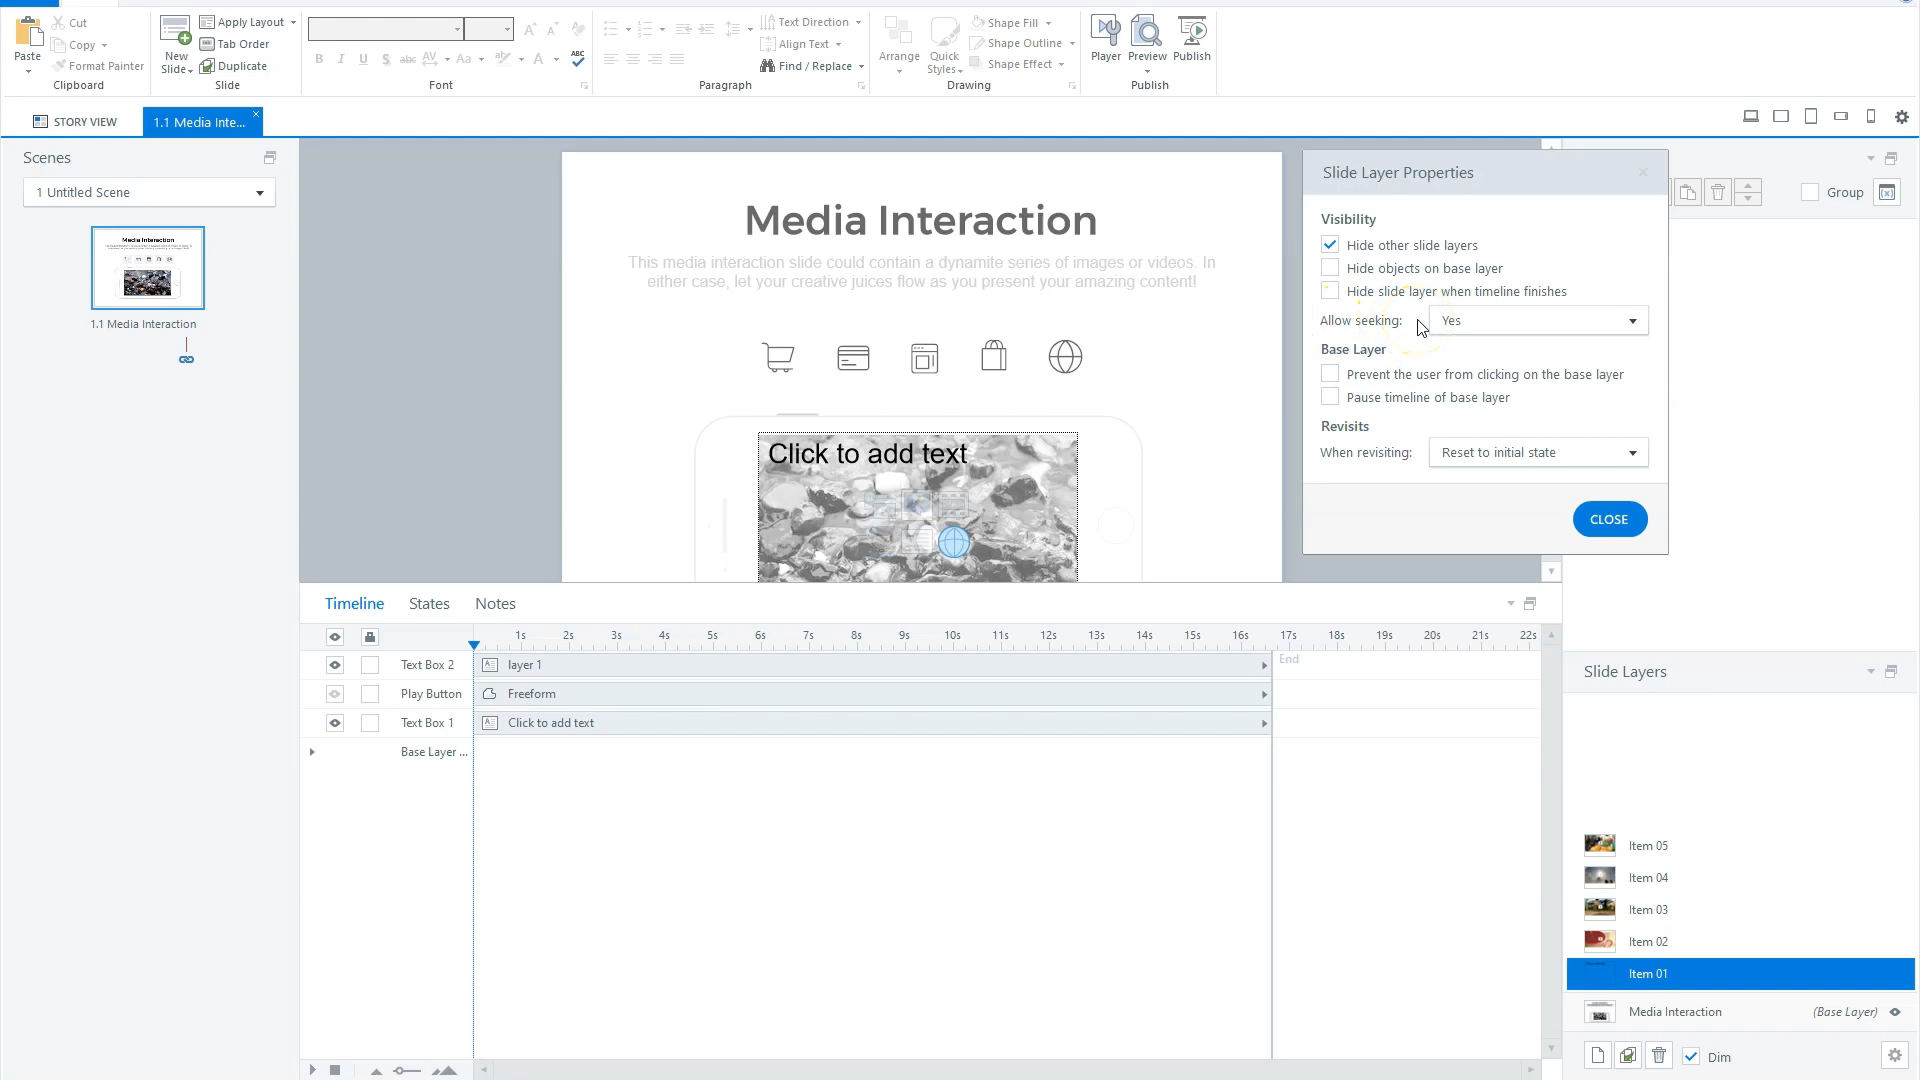 Paste
Cut
Copy
Format Painter
Clipboard
New
Slide
Apply Layout
Tab Order
Duplicate
Slide
B I U S abc AV Aa A
ABC
Font
Text Direction
Align Text
Find / Replace
Paragraph
Arrange
Quick
Styles
Shape Fill
Shape Outline
Shape Effect
Drawing
Player
Preview
Publish
Publish
STORY VIEW
1.1 Media Inte...
Scenes
1 Untitled Scene
Media Interaction
1.1 Media Interaction
Media Interaction
This media interaction slide could contain a dynamite series of images or videos. In
either case, let your creative juices flow as you present your amazing content!
Click to add text
Slide Layer Properties
Visibility
Hide other slide layers
Hide objects on base layer
Hide slide layer when timeline finishes
Allow seeking: Yes
Base Layer
Prevent the user from clicking on the base layer
Pause timeline of base layer
Revisits
When revisiting: Reset to initial state
CLOSE
Group
Timeline States Notes
1s 2s 3s 4s 5s 6s 7s 8s 9s 10s 11s 12s 13s 14s 15s 16s 17s 18s 19s 20s 21s 22s
Text Box 2 layer 1 End
Play Button Freeform
Text Box 1 Click to add text
Base Layer ...
Slide Layers
Item 05
Item 04
Item 03
Item 02
Item 01
Media Interaction (Base Layer)
Dim